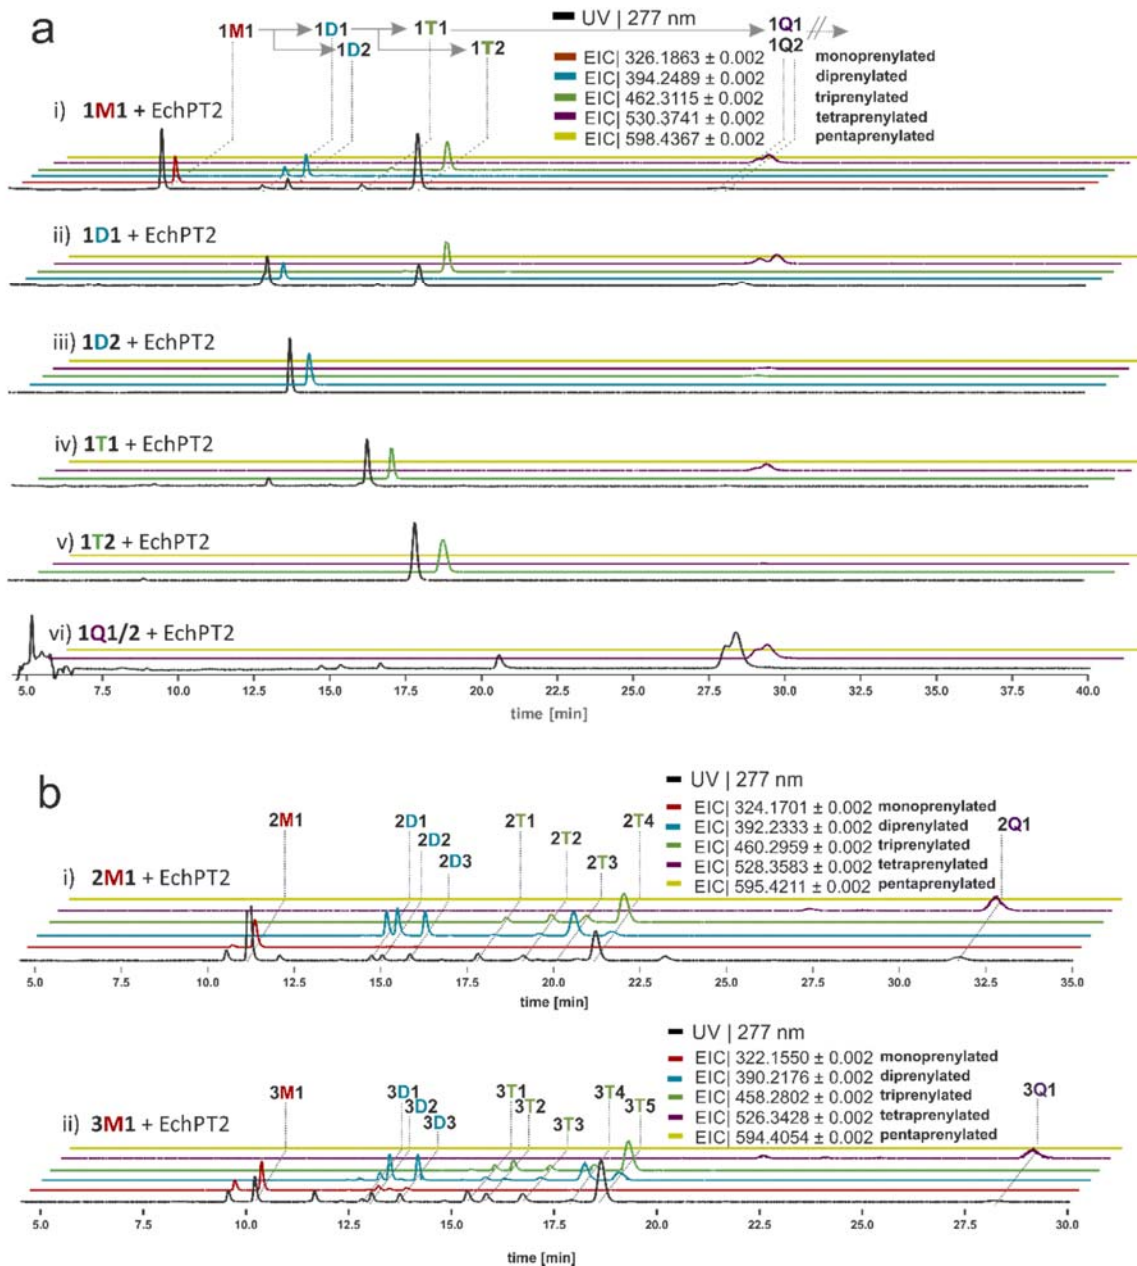 a
UV | 277 nm
1M1 1D1 1T1 1Q1
1D2 1T2 1Q2
EIC| 326.1863 ± 0.002 monoprenylated
EIC| 394.2489 ± 0.002 diprenylated
EIC| 462.3115 ± 0.002 triprenylated
EIC| 530.3741 ± 0.002 tetraprenylated
EIC| 598.4367 ± 0.002 pentaprenylated
i) 1M1 + EchPT2
ii) 1D1 + EchPT2
iii) 1D2 + EchPT2
iv) 1T1 + EchPT2
v) 1T2 + EchPT2
vi) 1Q1/2 + EchPT2
5.0 7.5 10.0 12.5 15.0 17.5 20.0 22.5 25.0 27.5 30.0 32.5 35.0 37.5 40.0
time [min]
b
UV | 277 nm
EIC| 324.1701 ± 0.002 monoprenylated
EIC| 392.2333 ± 0.002 diprenylated
EIC| 460.2959 ± 0.002 triprenylated
EIC| 528.3583 ± 0.002 tetraprenylated
EIC| 595.4211 ± 0.002 pentaprenylated
2M1 2D1 2T1 2T4 2Q1
2D2 2T2
2D3 2T3
i) 2M1 + EchPT2
5.0 7.5 10.0 12.5 15.0 17.5 20.0 22.5 25.0 27.5 30.0 32.5 35.0
time [min]
UV | 277 nm
EIC| 322.1550 ± 0.002 monoprenylated
EIC| 390.2176 ± 0.002 diprenylated
EIC| 458.2802 ± 0.002 triprenylated
EIC| 526.3428 ± 0.002 tetraprenylated
EIC| 594.4054 ± 0.002 pentaprenylated
3M1 3D1 3T1 3T4 3Q1
3D2 3T2 3T5
3D3 3T3
ii) 3M1 + EchPT2
5.0 7.5 10.0 12.5 15.0 17.5 20.0 22.5 25.0 27.5 30.0
time [min]